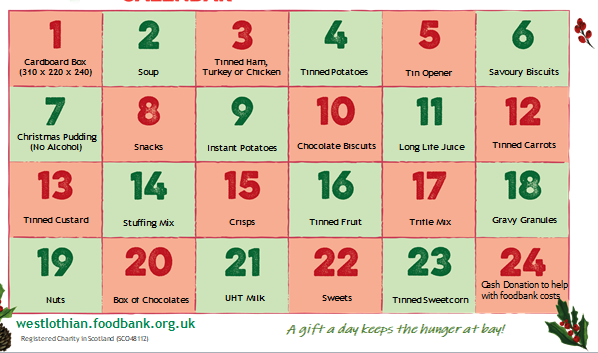 CALENDAR
1 2 3 4 5 6
Cardboard Box
(310 x 220 x 240)
Soup
Tinned Ham,
Turkey or Chicken
Tinned Potatoes
Tin Opener
Savoury Biscuits
7 8 9 10 11 12
Christmas Pudding
(No Alcohol)
Snacks
Instant Potatoes
Chocolate Biscuits
Long Life Juice
Tinned Carrots
13 14 15 16 17 18
Tinned Custard
Stuffing Mix
Crisps
Tinned Fruit
Trifle Mix
Gravy Granules
19 20 21 22 23 24
Nuts
Box of Chocolates
UHT Milk
Sweets
Tinned Sweetcorn
Cash Donation to help
with foodbank costs
westlothian.foodbank.org.uk
A gift a day keeps the hunger at bay!
Registered Charity in Scotland (SCO48112)